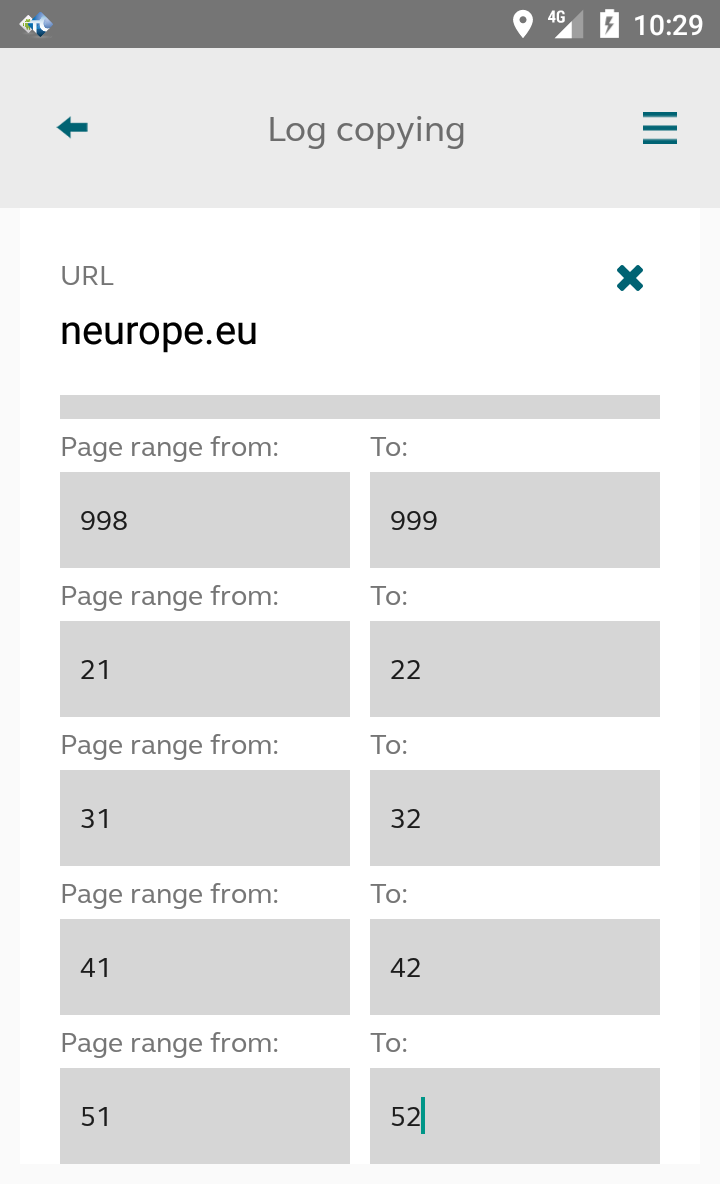 4G 10:29
Log copying
URL
neurope.eu
Page range from: To:
998 999
Page range from: To:
21 22
Page range from: To:
31 32
Page range from: To:
41 42
Page range from: To:
51 52